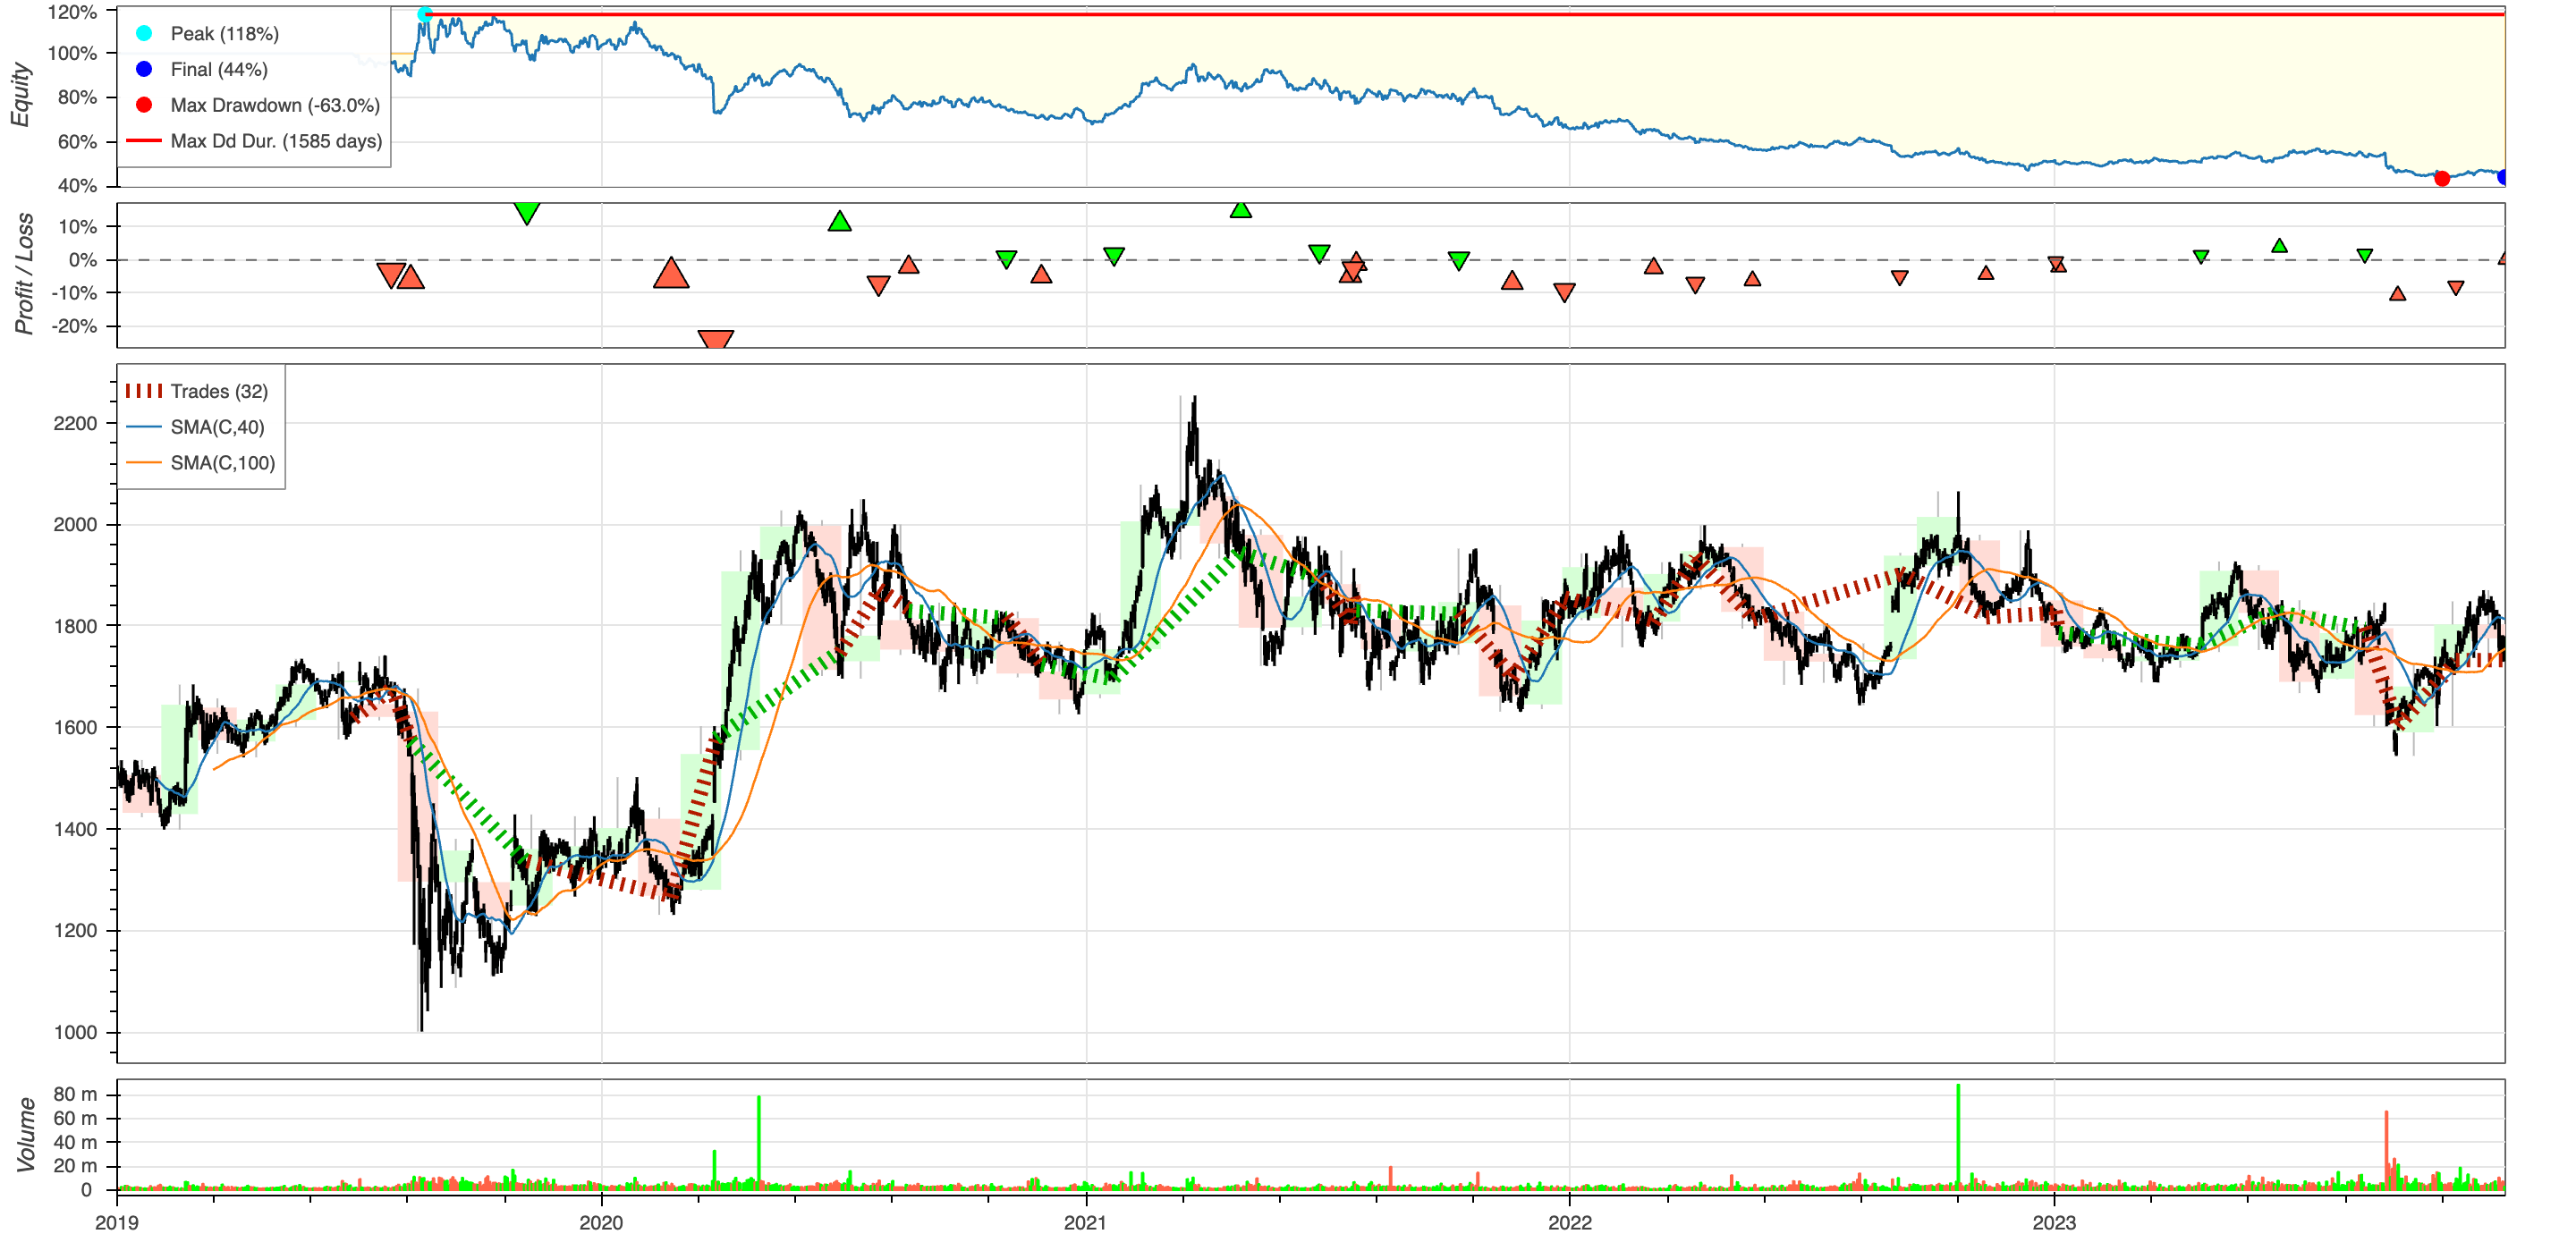 Equity
120%
100%
80%
60%
40%
Peak (118%)
Final (44%)
Max Drawdown (-63.0%)
Max Dd Dur. (1585 days)
Profit / Loss
10%
0%
-10%
-20%
Trades (32)
SMA(C,40)
SMA(C,100)
2200
2000
1800
1600
1400
1200
1000
Volume
80 m
60 m
40 m
20 m
0
2019
2020
2021
2022
2023